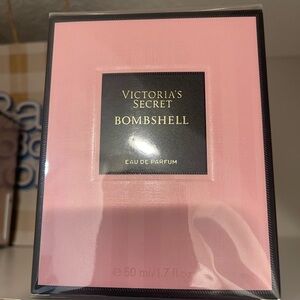 VICTORIA'S
SECRET
BOMBSHELL
EAU DE PARFUM
℮ 50 ml/1.7 fl oz